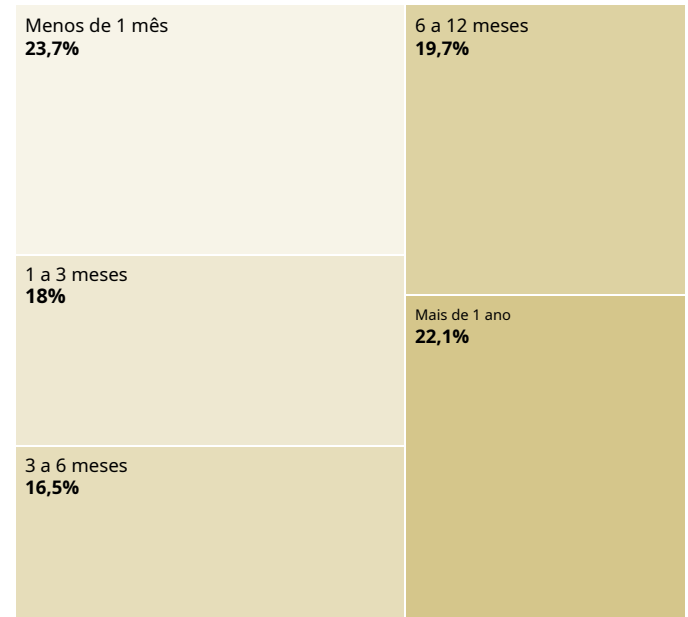 Menos de 1 mês
23,7%
1 a 3 meses
18%
3 a 6 meses
16,5%
6 a 12 meses
19,7%
Mais de 1 ano
22,1%